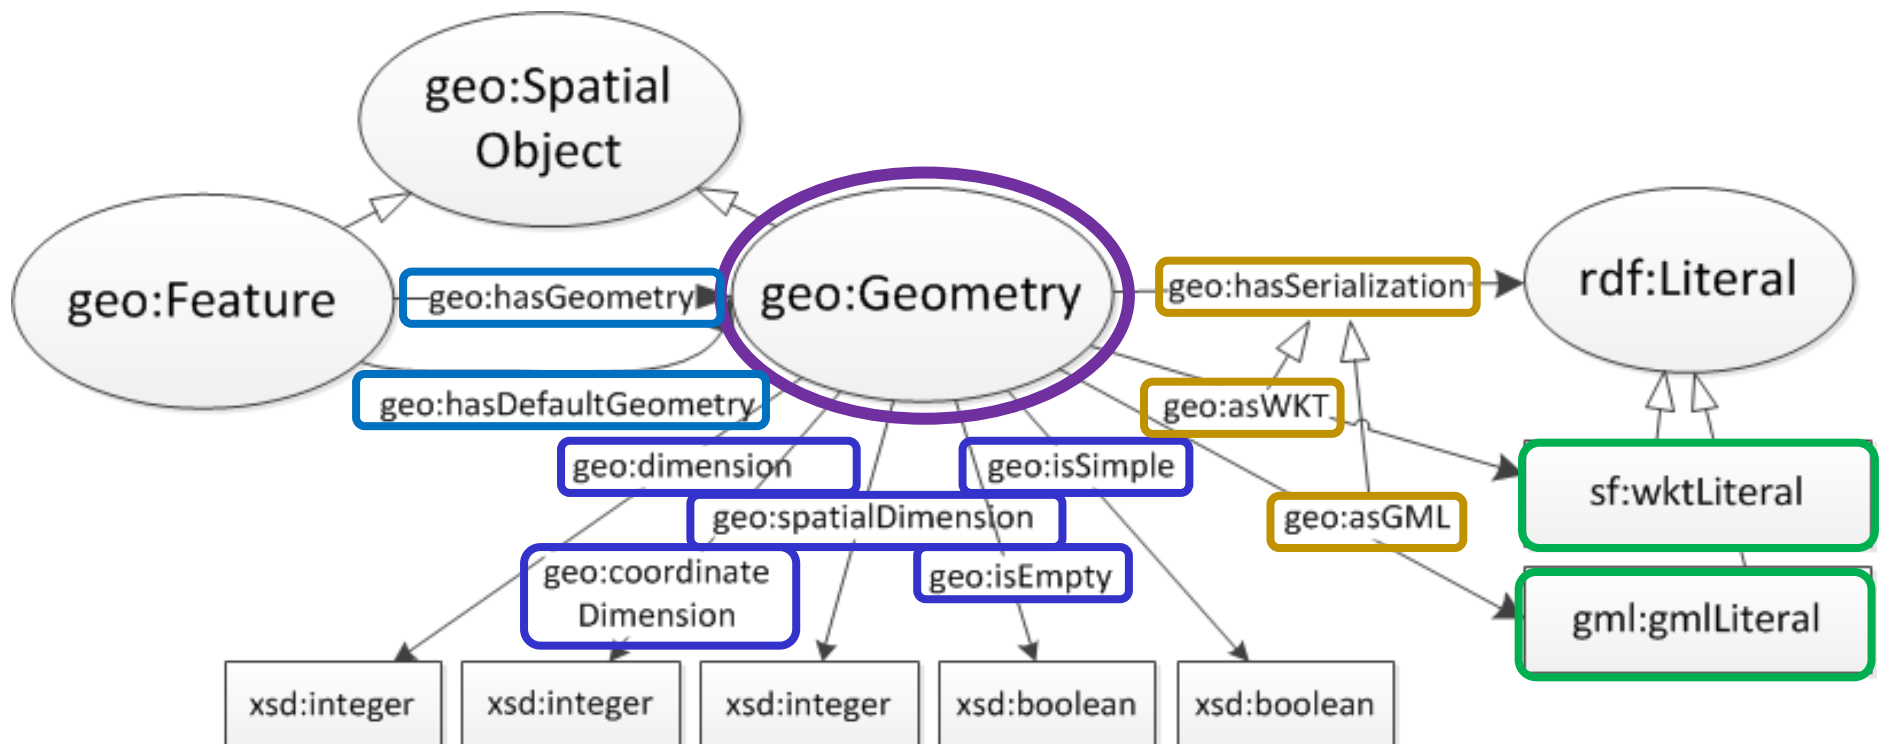 geo:Spatial
Object
geo:Feature
geo:hasGeometry
geo:Geometry
geo:hasSerialization
rdf:Literal
geo:hasDefaultGeometry
geo:asWKT
geo:dimension
geo:isSimple
sf:wktLiteral
geo:spatialDimension
geo:asGML
geo:coordinate
Dimension
geo:isEmpty
gml:gmlLiteral
xsd:integer
xsd:integer
xsd:integer
xsd:boolean
xsd:boolean